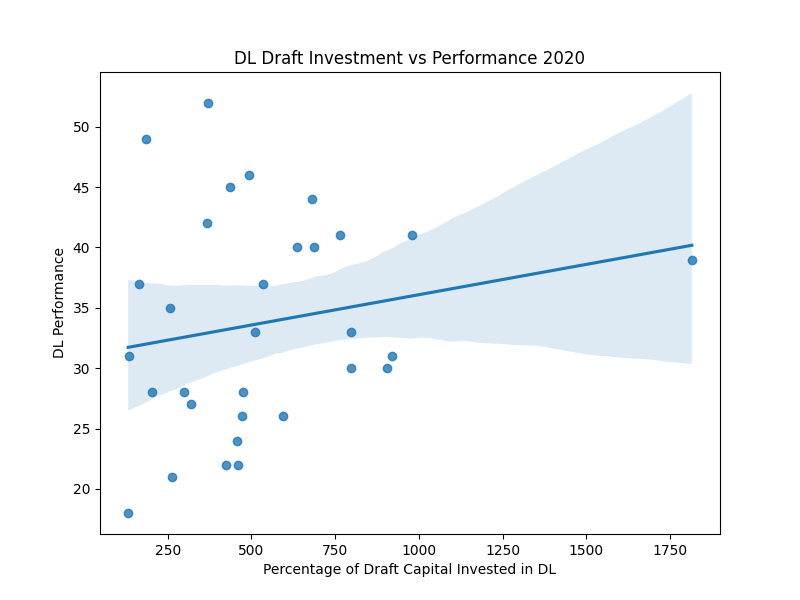 DL Draft Investment vs Performance 2020
50
45
40
35
30
25
20
DL Performance
250 500 750 1000 1250 1500 1750
Percentage of Draft Capital Invested in DL